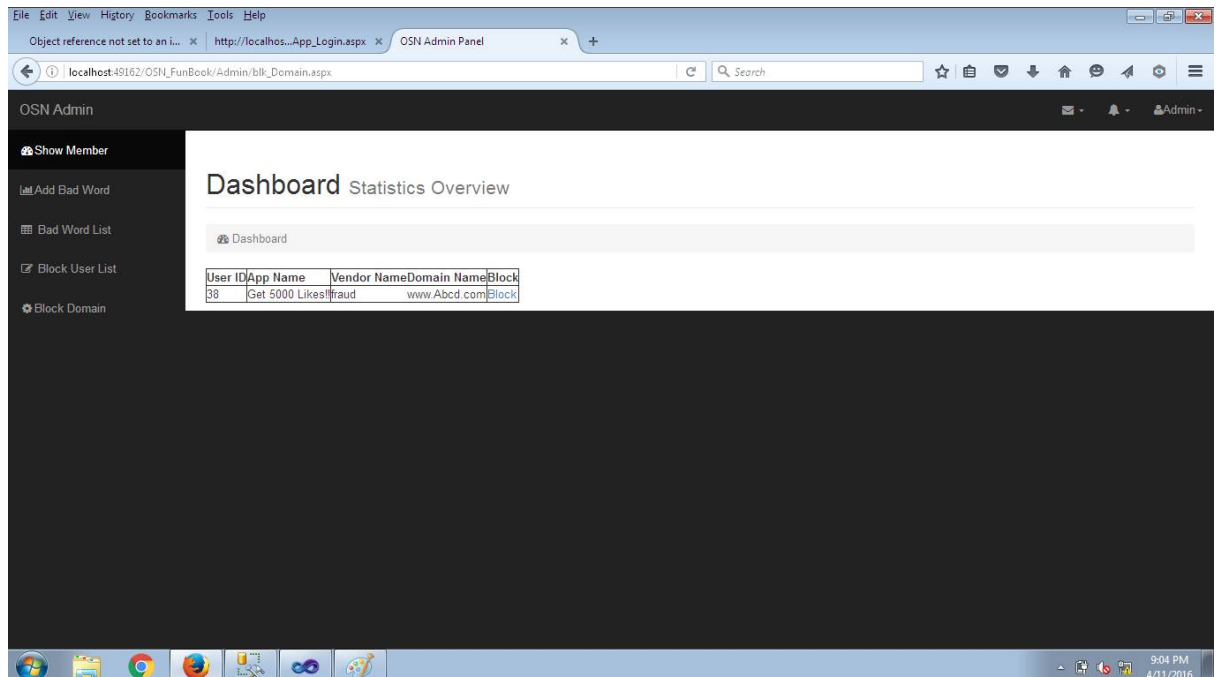 File Edit View History Bookmarks Tools Help
Object reference not set to an i... × http://localhos...App_Login.aspx × OSN Admin Panel × +
localhost:49162/OSN_FunBook/Admin/blk_Domain.aspx Search
OSN Admin Admin
Show Member
Add Bad Word
Bad Word List
Block User List
Block Domain
Dashboard Statistics Overview
Dashboard
User ID App Name Vendor Name Domain Name Block
38 Get 5000 Likes!! fraud www.Abcd.com Block
9:04 PM
4/11/2016